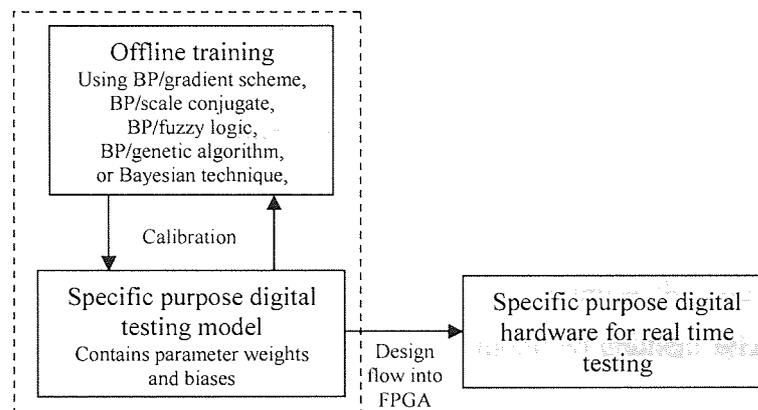 Offline training
Using BP/gradient scheme,
BP/scale conjugate,
BP/fuzzy logic,
BP/genetic algorithm,
or Bayesian technique,
Calibration
Specific purpose digital
testing model
Contains parameter weights
and biases
Design
flow into
FPGA
Specific purpose digital
hardware for real time
testing